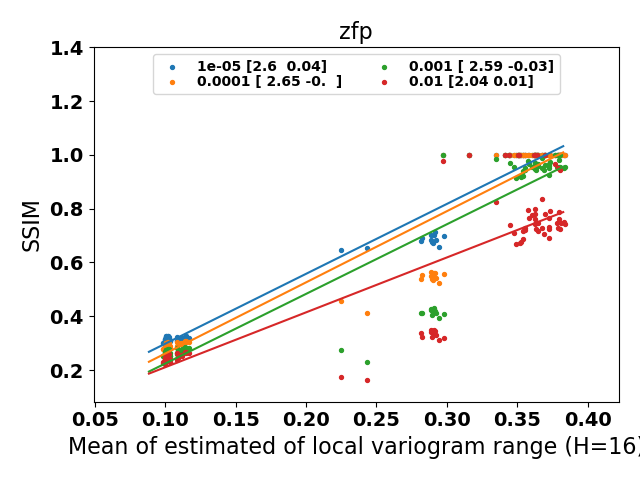 zfp
1e-05 [2.6  0.04]
0.0001 [ 2.65 -0.  ]
0.001 [ 2.59 -0.03]
0.01 [2.04 0.01]
SSIM
1.4
1.2
1.0
0.8
0.6
0.4
0.2
0.05 0.10 0.15 0.20 0.25 0.30 0.35 0.40
Mean of estimated of local variogram range (H=16)